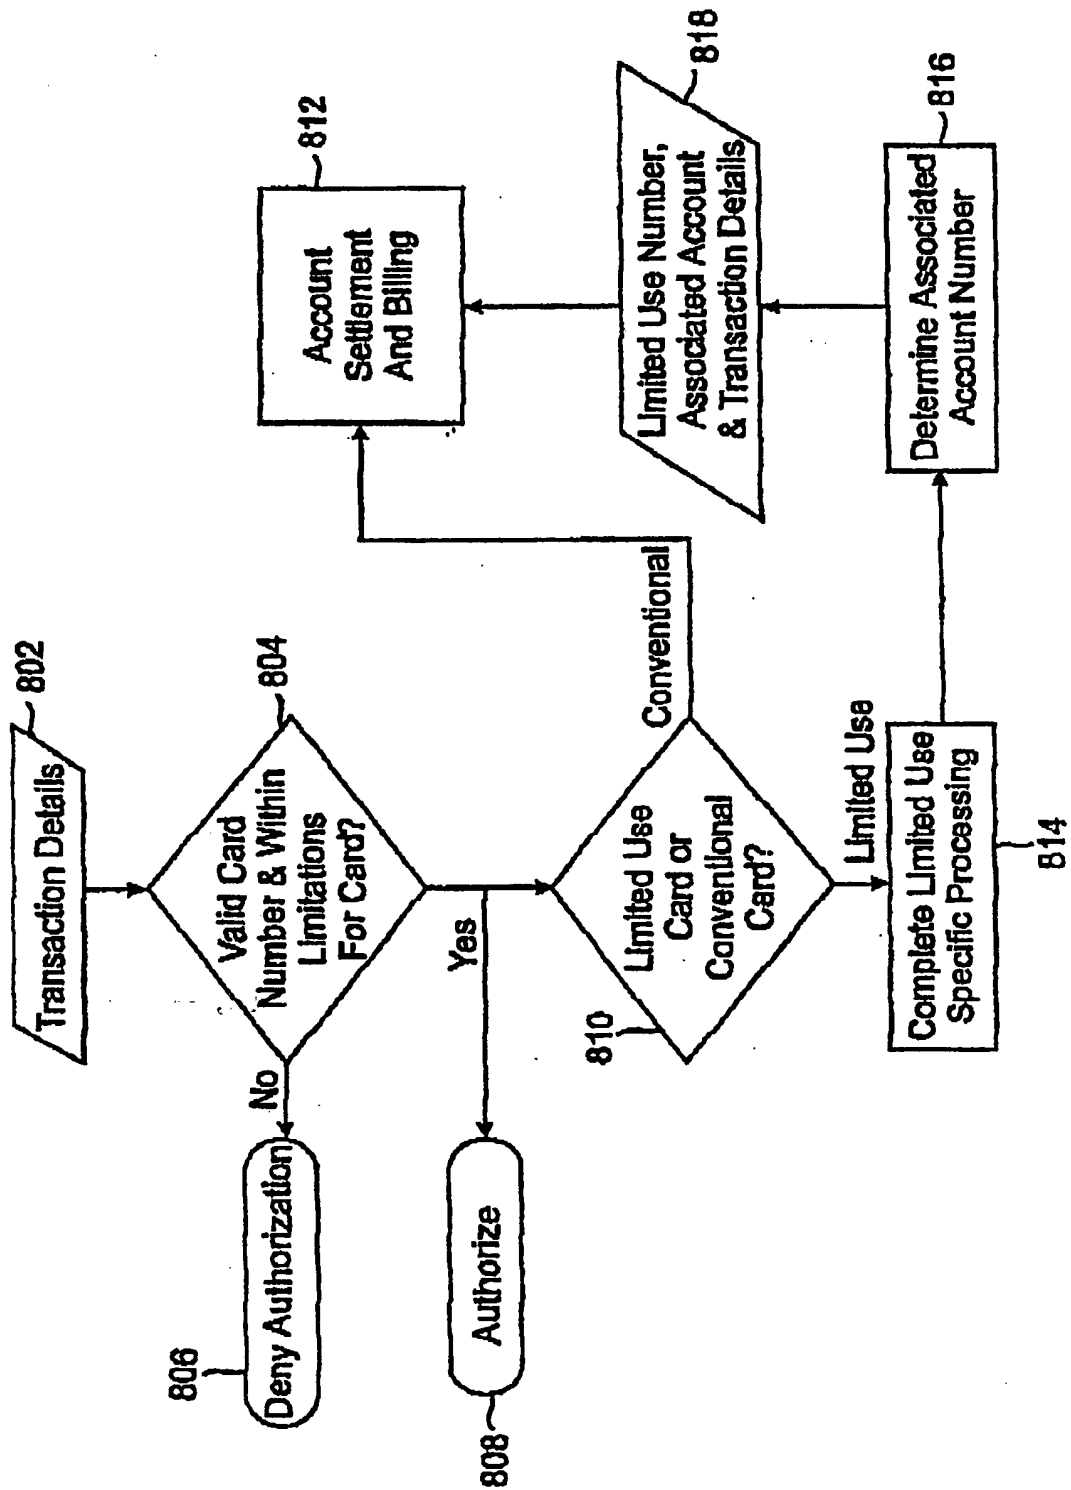 802
Transaction Details
804
Valid Card
Number & Within
Limitations
For Card?
No
806
Deny Authorization
Yes
808
Authorize
810
Limited Use
Card or
Conventional
Card?
Conventional
812
Account
Settlement
And Billing
Limited Use
814
Complete Limited Use
Specific Processing
816
Determine Associated
Account Number
818
Limited Use Number,
Associated Account
& Transaction Details